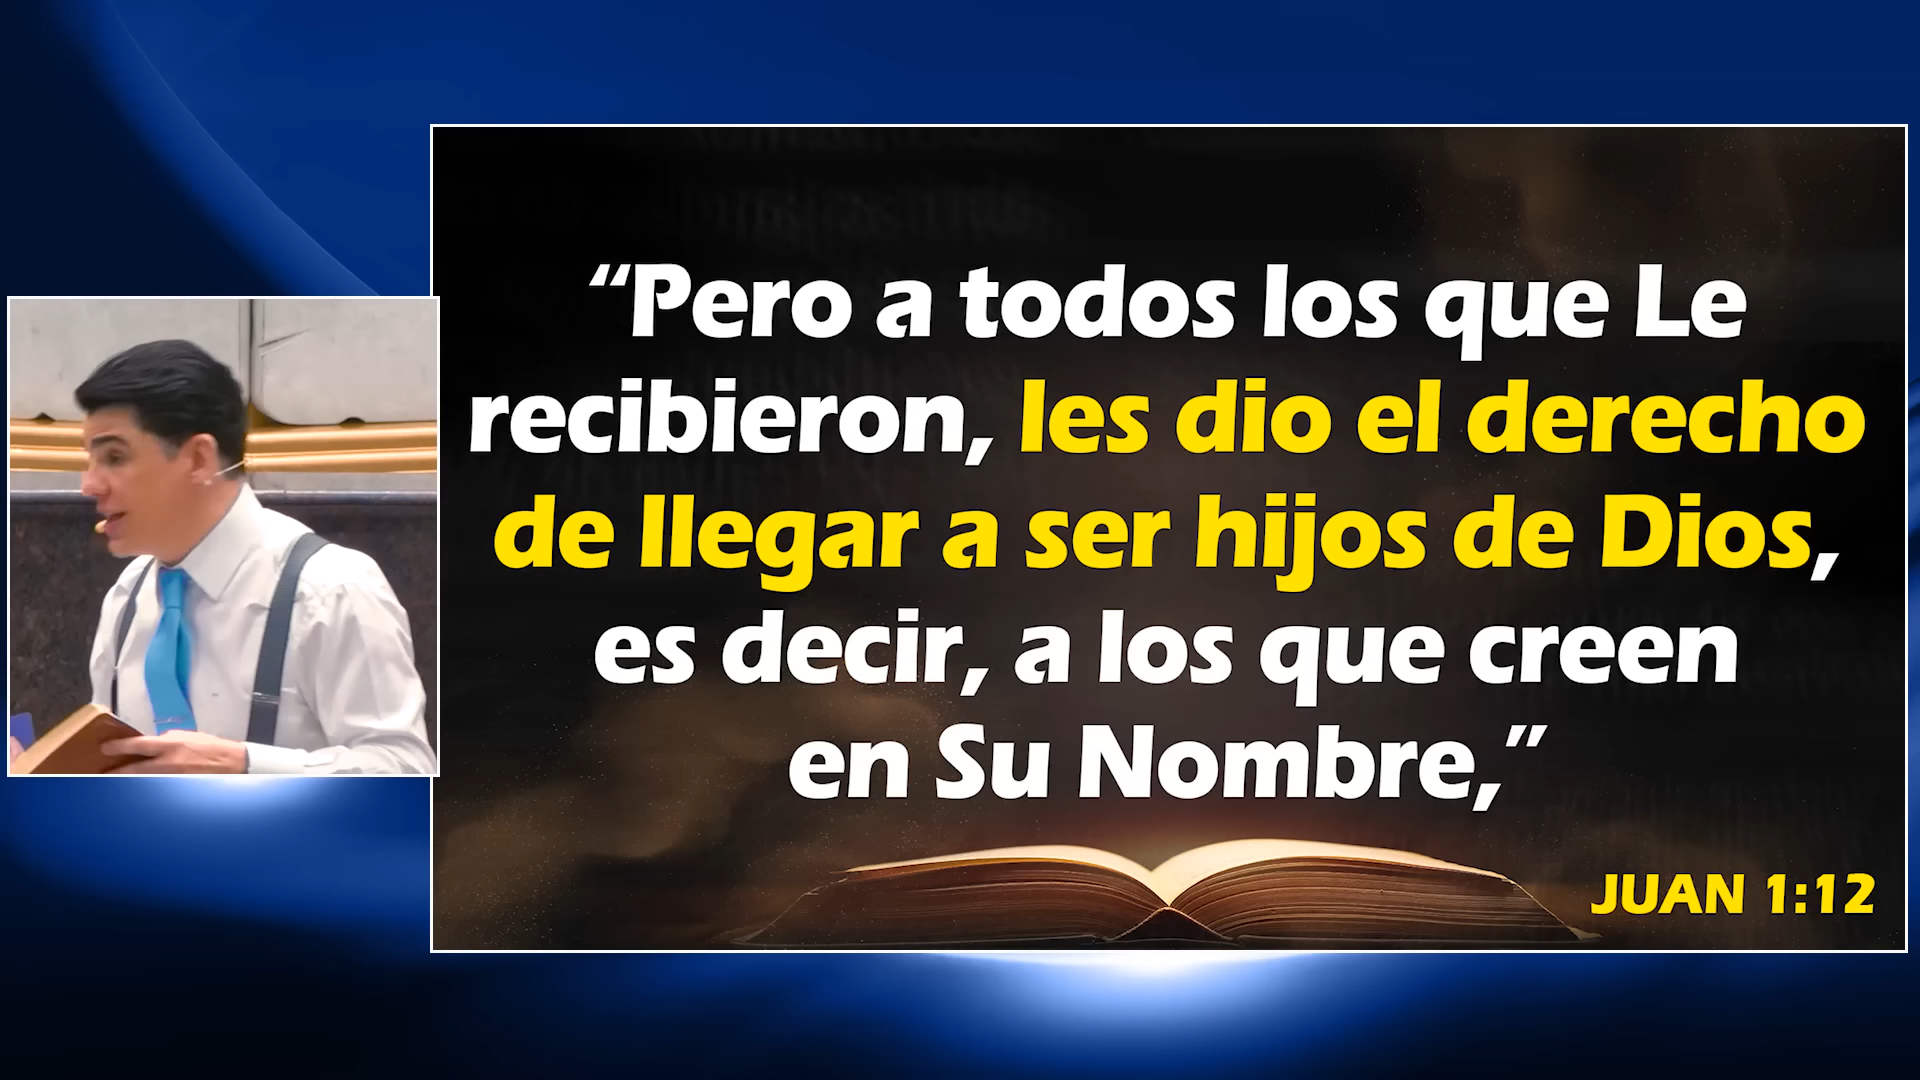 “Pero a todos los que Le
recibieron, les dio el derecho
de llegar a ser hijos de Dios,
es decir, a los que creen
en Su Nombre,”
JUAN 1:12